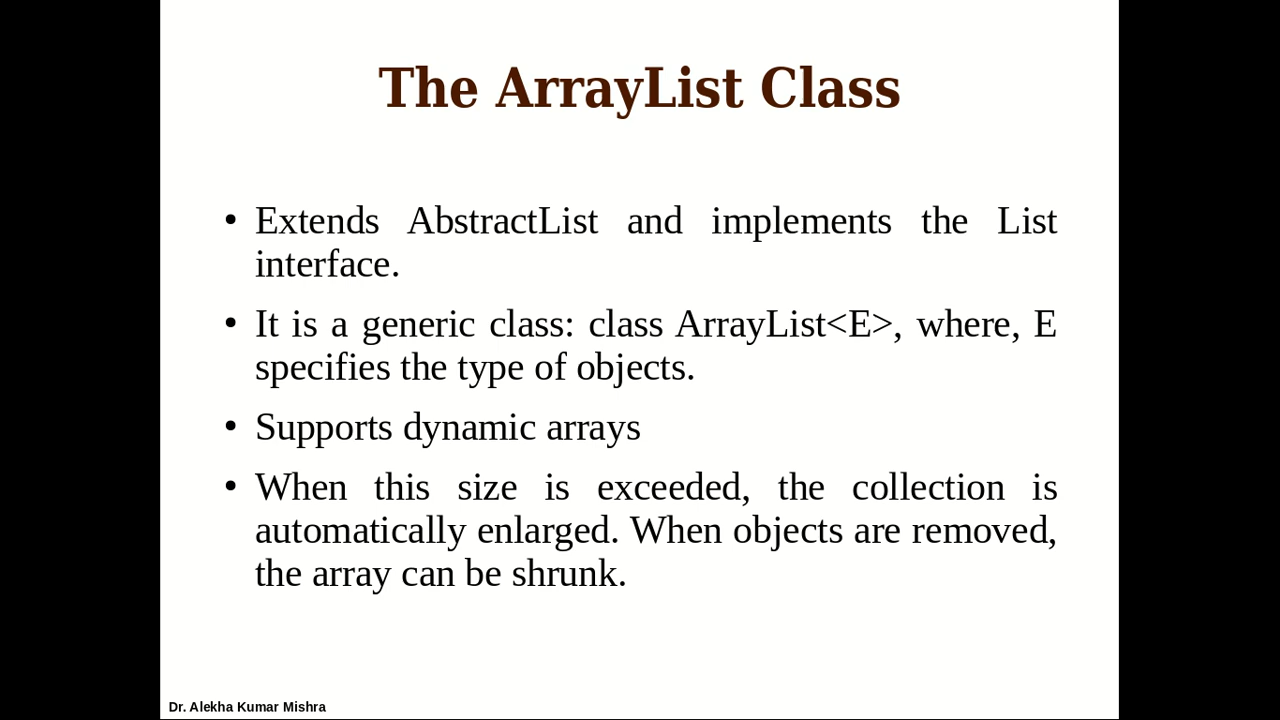 The ArrayList Class
• Extends AbstractList and implements the List
interface.
• It is a generic class: class ArrayList<E>, where, E
specifies the type of objects.
• Supports dynamic arrays
• When this size is exceeded, the collection is
automatically enlarged. When objects are removed,
the array can be shrunk.
Dr. Alekha Kumar Mishra